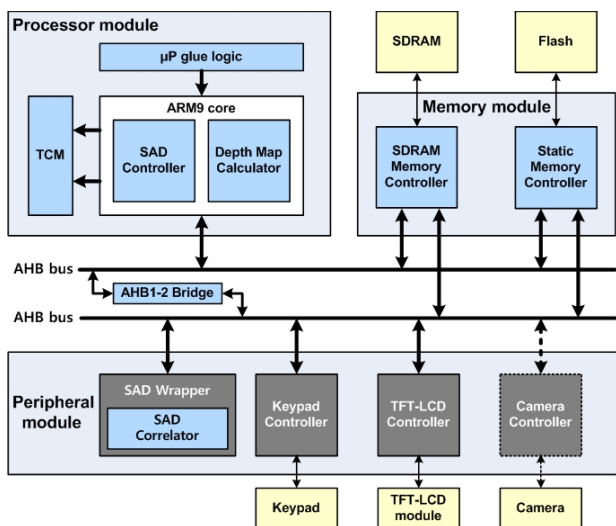 Processor module
µP glue logic
ARM9 core
TCM
SAD
Controller
Depth Map
Calculator
SDRAM
Flash
Memory module
SDRAM
Memory
Controller
Static
Memory
Controller
AHB bus
AHB1-2 Bridge
AHB bus
Peripheral
module
SAD Wrapper
SAD
Correlator
Keypad
Controller
TFT-LCD
Controller
Camera
Controller
Keypad
TFT-LCD
module
Camera